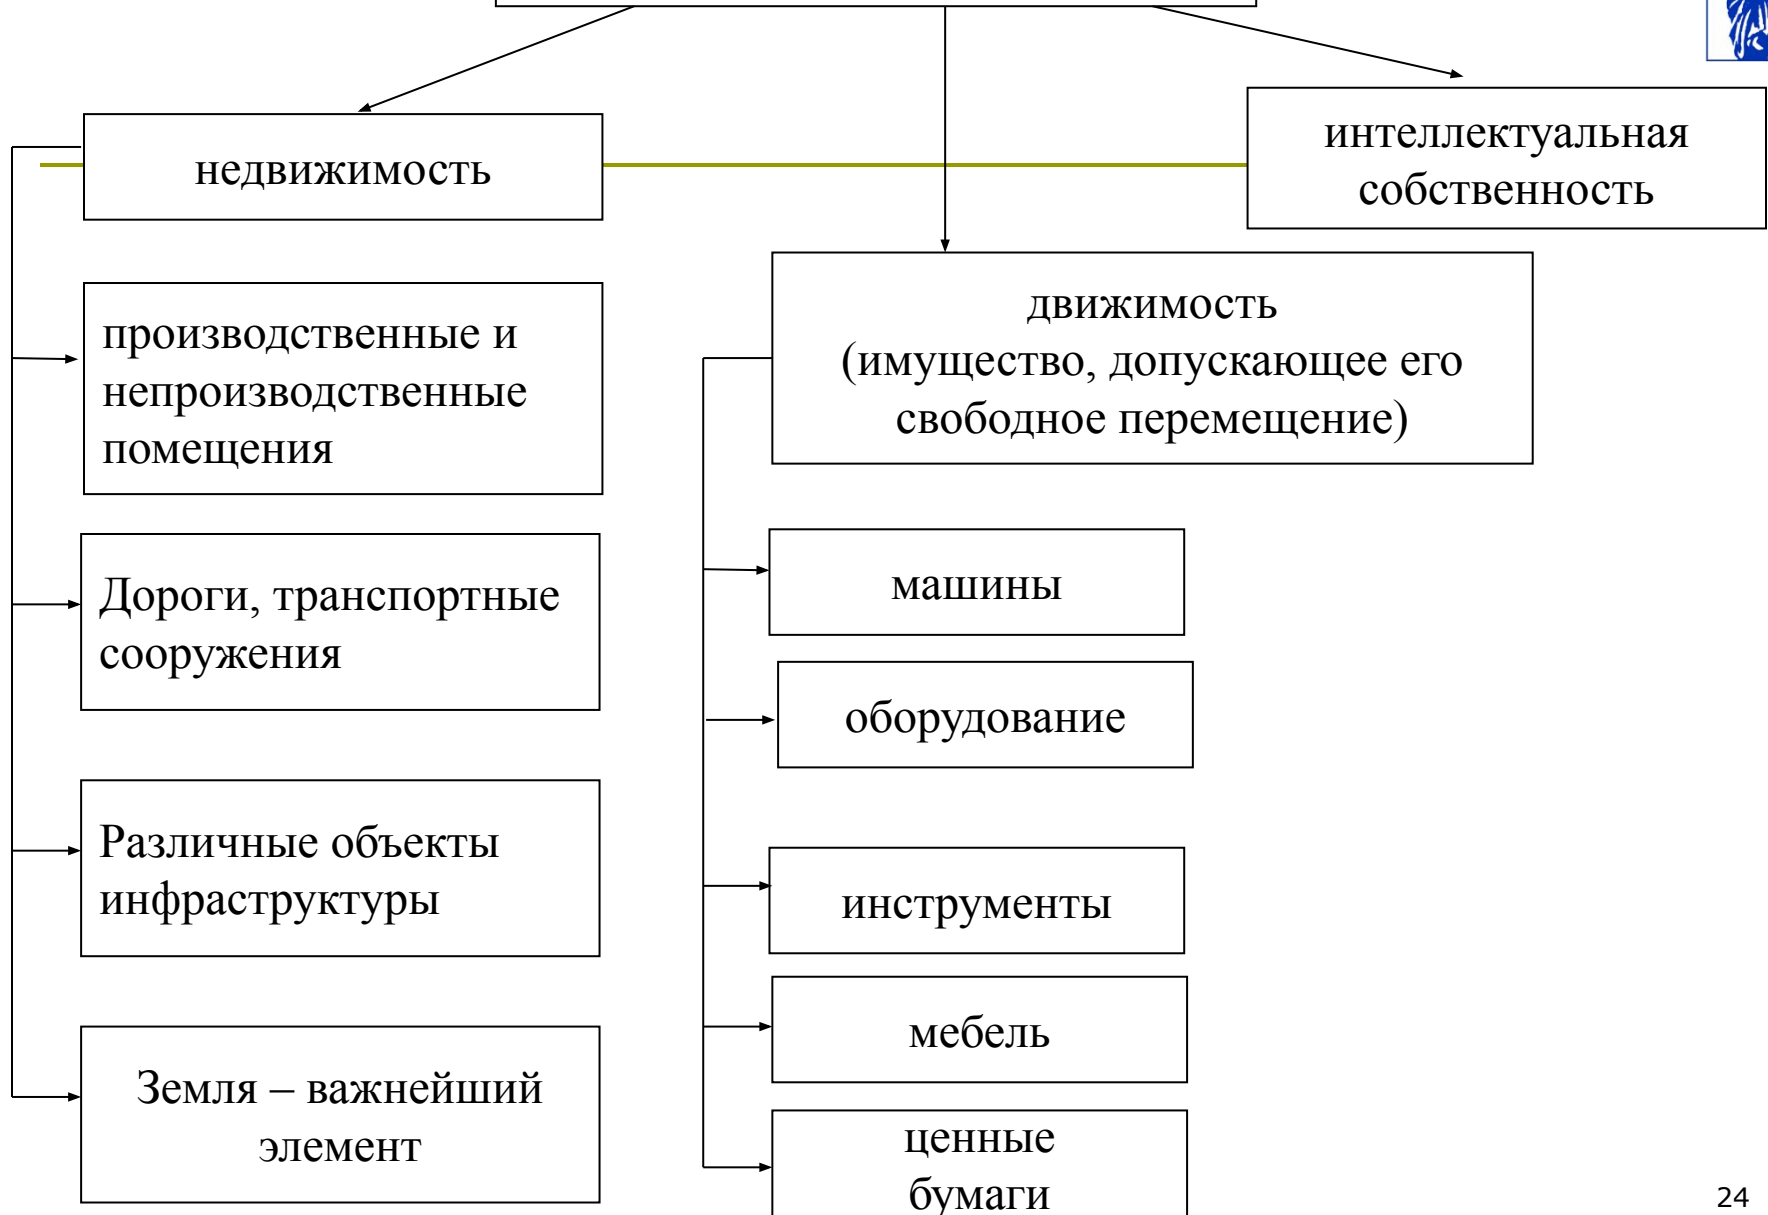 недвижимость
интеллектуальная
собственность
производственные и
непроизводственные
помещения
Дороги, транспортные
сооружения
Различные объекты
инфраструктуры
Земля – важнейший
элемент
движимость
(имущество, допускающее его
свободное перемещение)
машины
оборудование
инструменты
мебель
ценные
бумаги
24